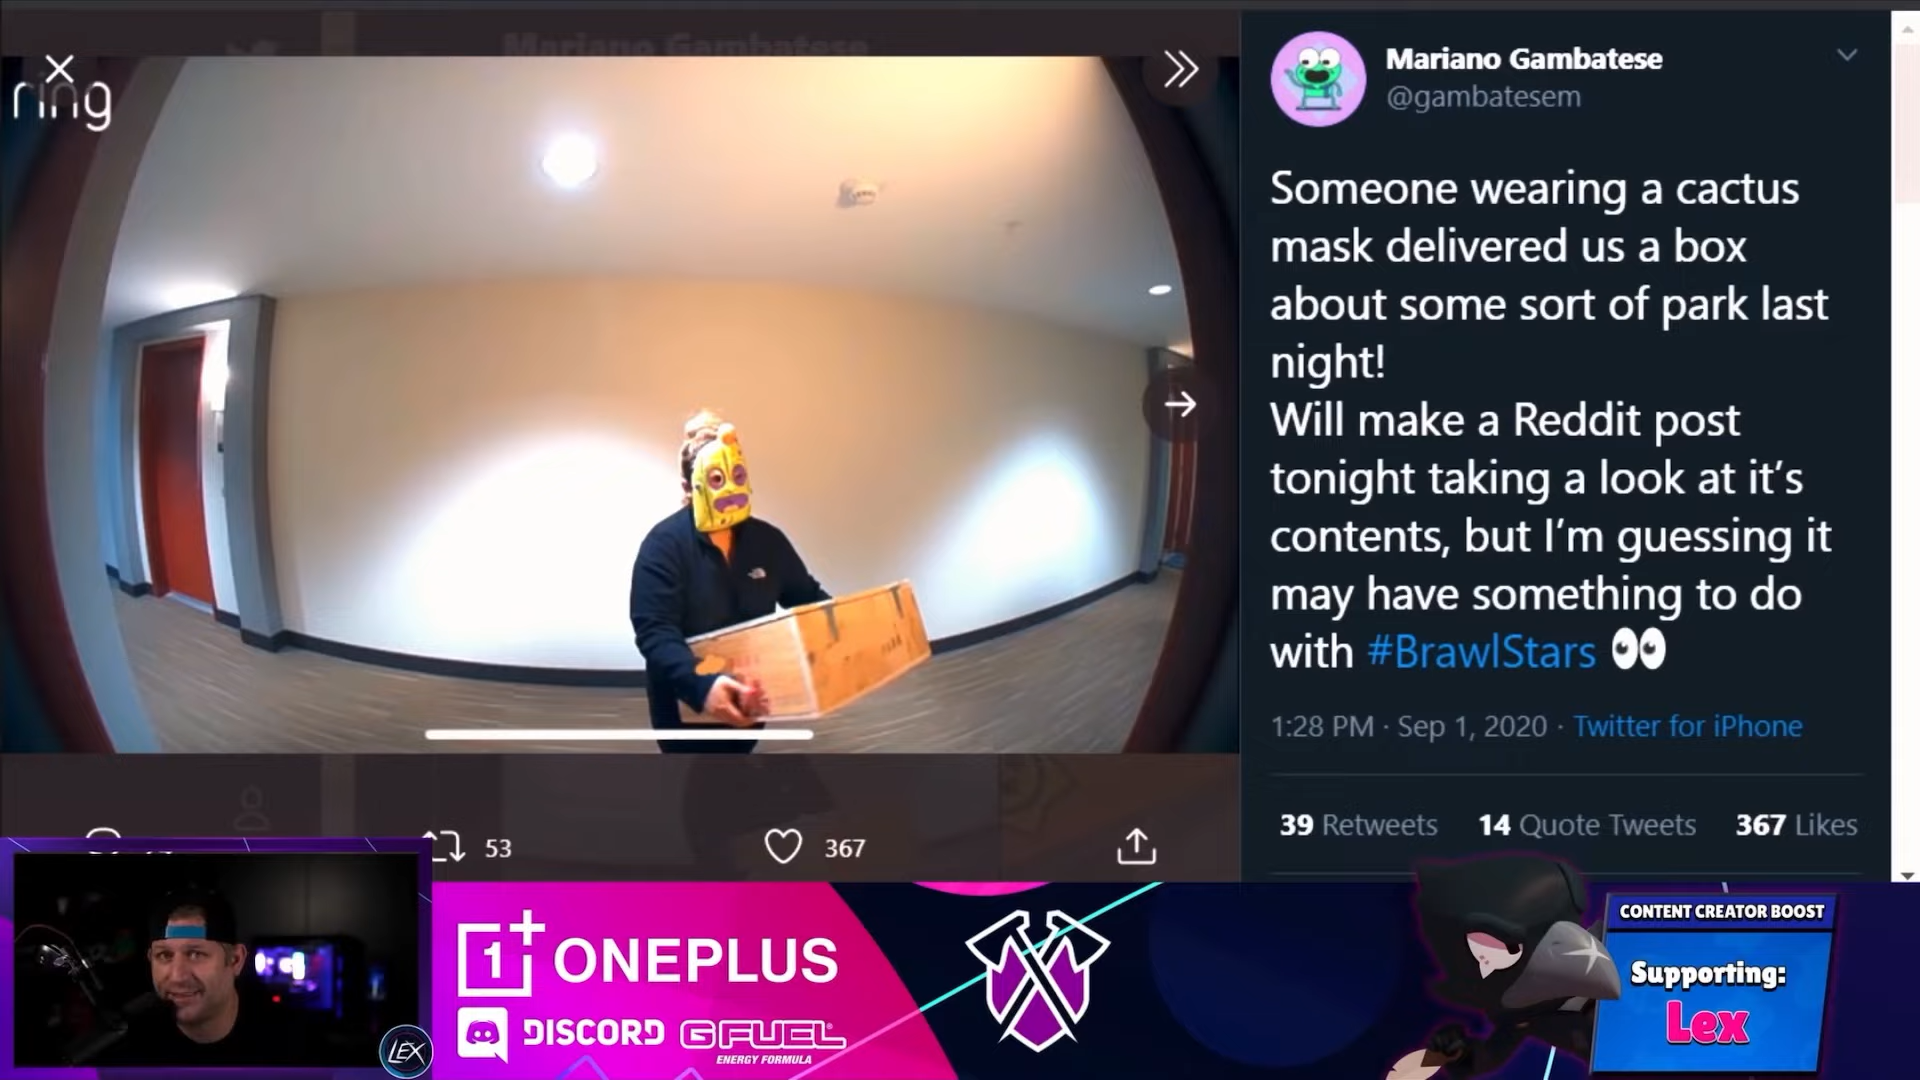 Mariano Gambatese
ring
Mariano Gambatese
@gambatesem
Someone wearing a cactus
mask delivered us a box
about some sort of park last
night!
Will make a Reddit post
tonight taking a look at it's
contents, but I'm guessing it
may have something to do
with #BrawlStars 👀
1:28 PM · Sep 1, 2020 · Twitter for iPhone
39 Retweets 14 Quote Tweets 367 Likes
53
367
LEX
1+ ONEPLUS
DISCORD GFUEL
ENERGY FORMULA
CONTENT CREATOR BOOST
Supporting:
Lex